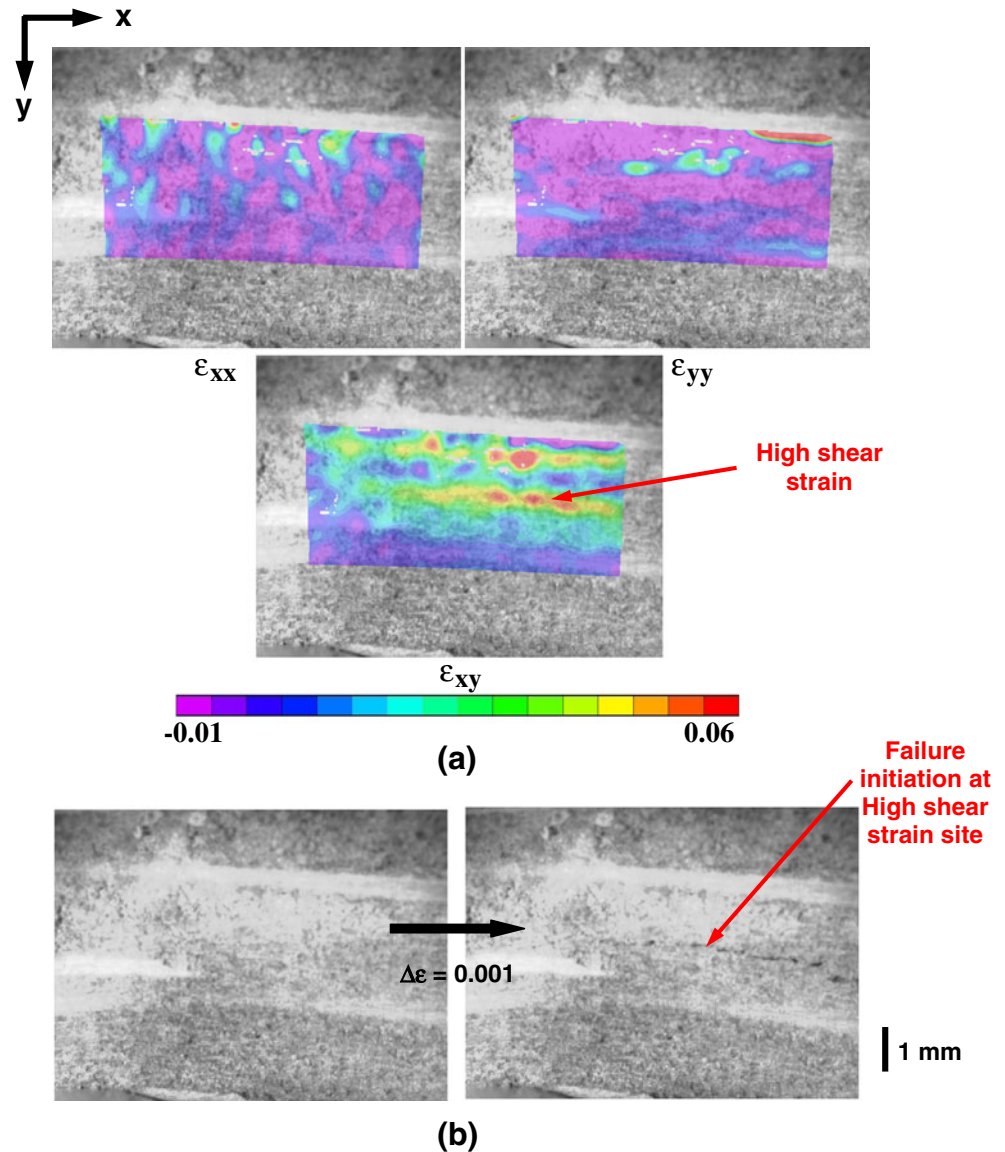 x
y
εxx
εyy
High shear
strain
εxy
-0.01
0.06
(a)
Failure
initiation at
High shear
strain site
Δε = 0.001
1 mm
(b)